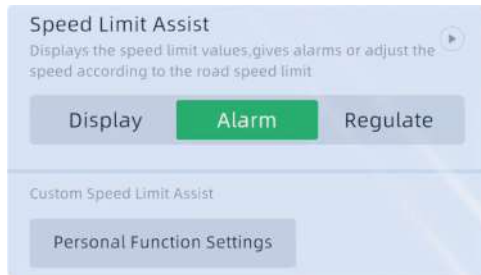 Speed Limit Assist
Displays the speed limit values,gives alarms or adjust the
speed according to the road speed limit
Display Alarm Regulate
Custom Speed Limit Assist
Personal Function Settings